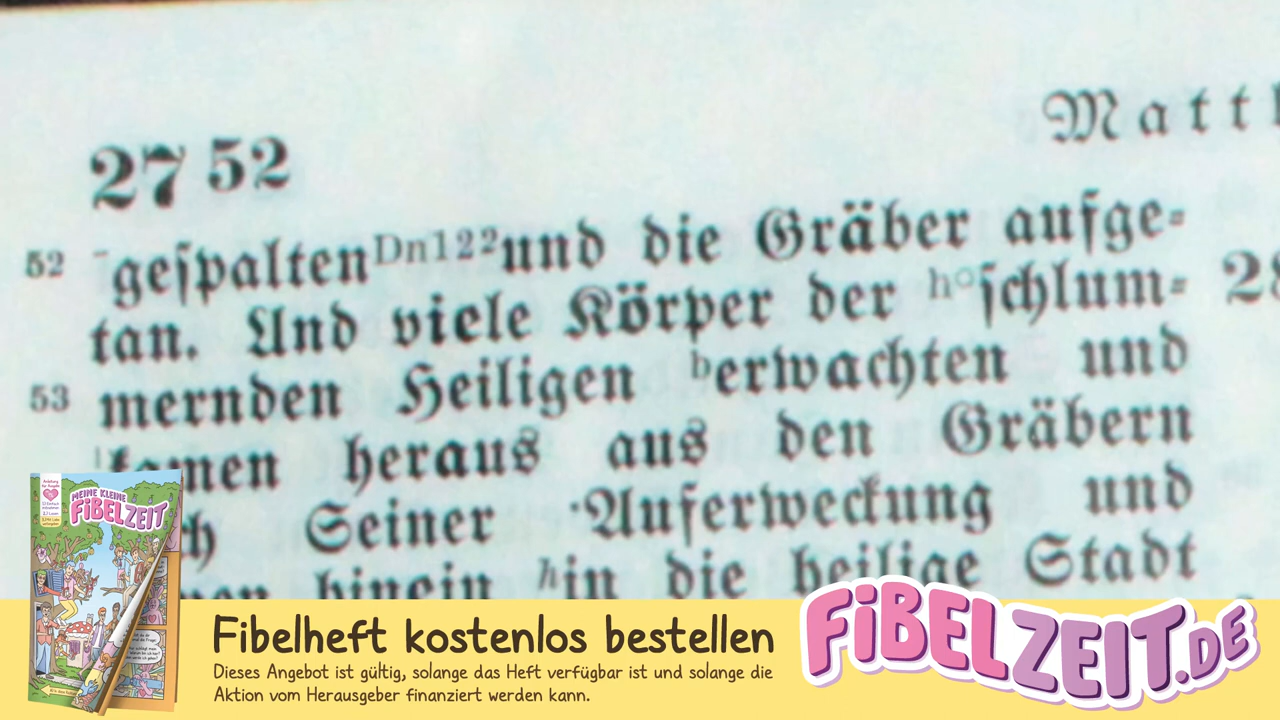 Matt
27 52
52 gespalten Dn122 und die Gräber aufge-
tan. Und viele Körper der h°schlum- 28
53 mernden Heiligen herwachten und
kamen heraus aus den Gräbern
Seiner Auferweckung und
hinein hin die heilige Stadt
MEINE KLEINE
FiBELZEIT
Fibelheft kostenlos bestellen
Dieses Angebot ist gültig, solange das Heft verfügbar ist und solange die
Aktion vom Herausgeber finanziert werden kann.
FiBELZEIT.DE